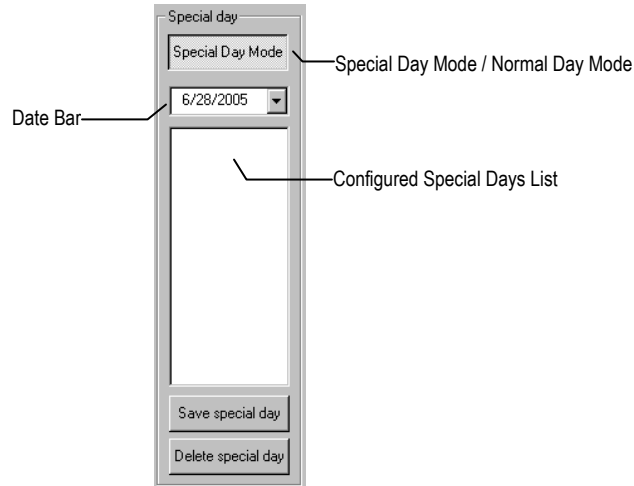 Special day
Special Day Mode
Special Day Mode / Normal Day Mode
6/28/2005
Date Bar
Configured Special Days List
Save special day
Delete special day